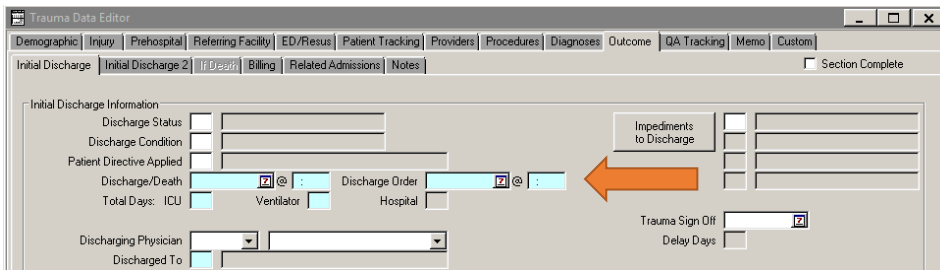 Trauma Data Editor
Demographic Injury Prehospital Referring Facility ED/Resus Patient Tracking Providers Procedures Diagnoses Outcome QA Tracking Memo Custom
Initial Discharge Initial Discharge 2 If Death Billing Related Admissions Notes Section Complete
Initial Discharge Information
Discharge Status
Impediments to Discharge
Discharge Condition
Patient Directive Applied
Discharge/Death @ : Discharge Order @ :
Total Days: ICU Ventilator Hospital
Trauma Sign Off
Discharging Physician Delay Days
Discharged To